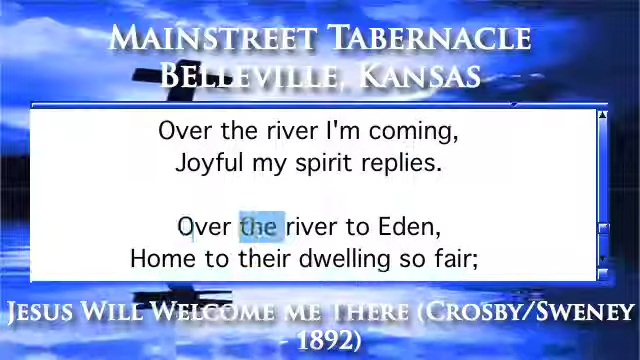 Mainstreet Tabernacle
Belleville, Kansas
Over the river I'm coming,
Joyful my spirit replies.
Over the river to Eden,
Home to their dwelling so fair;
Jesus Will Welcome Me There (Crosby/Sweney
- 1892)